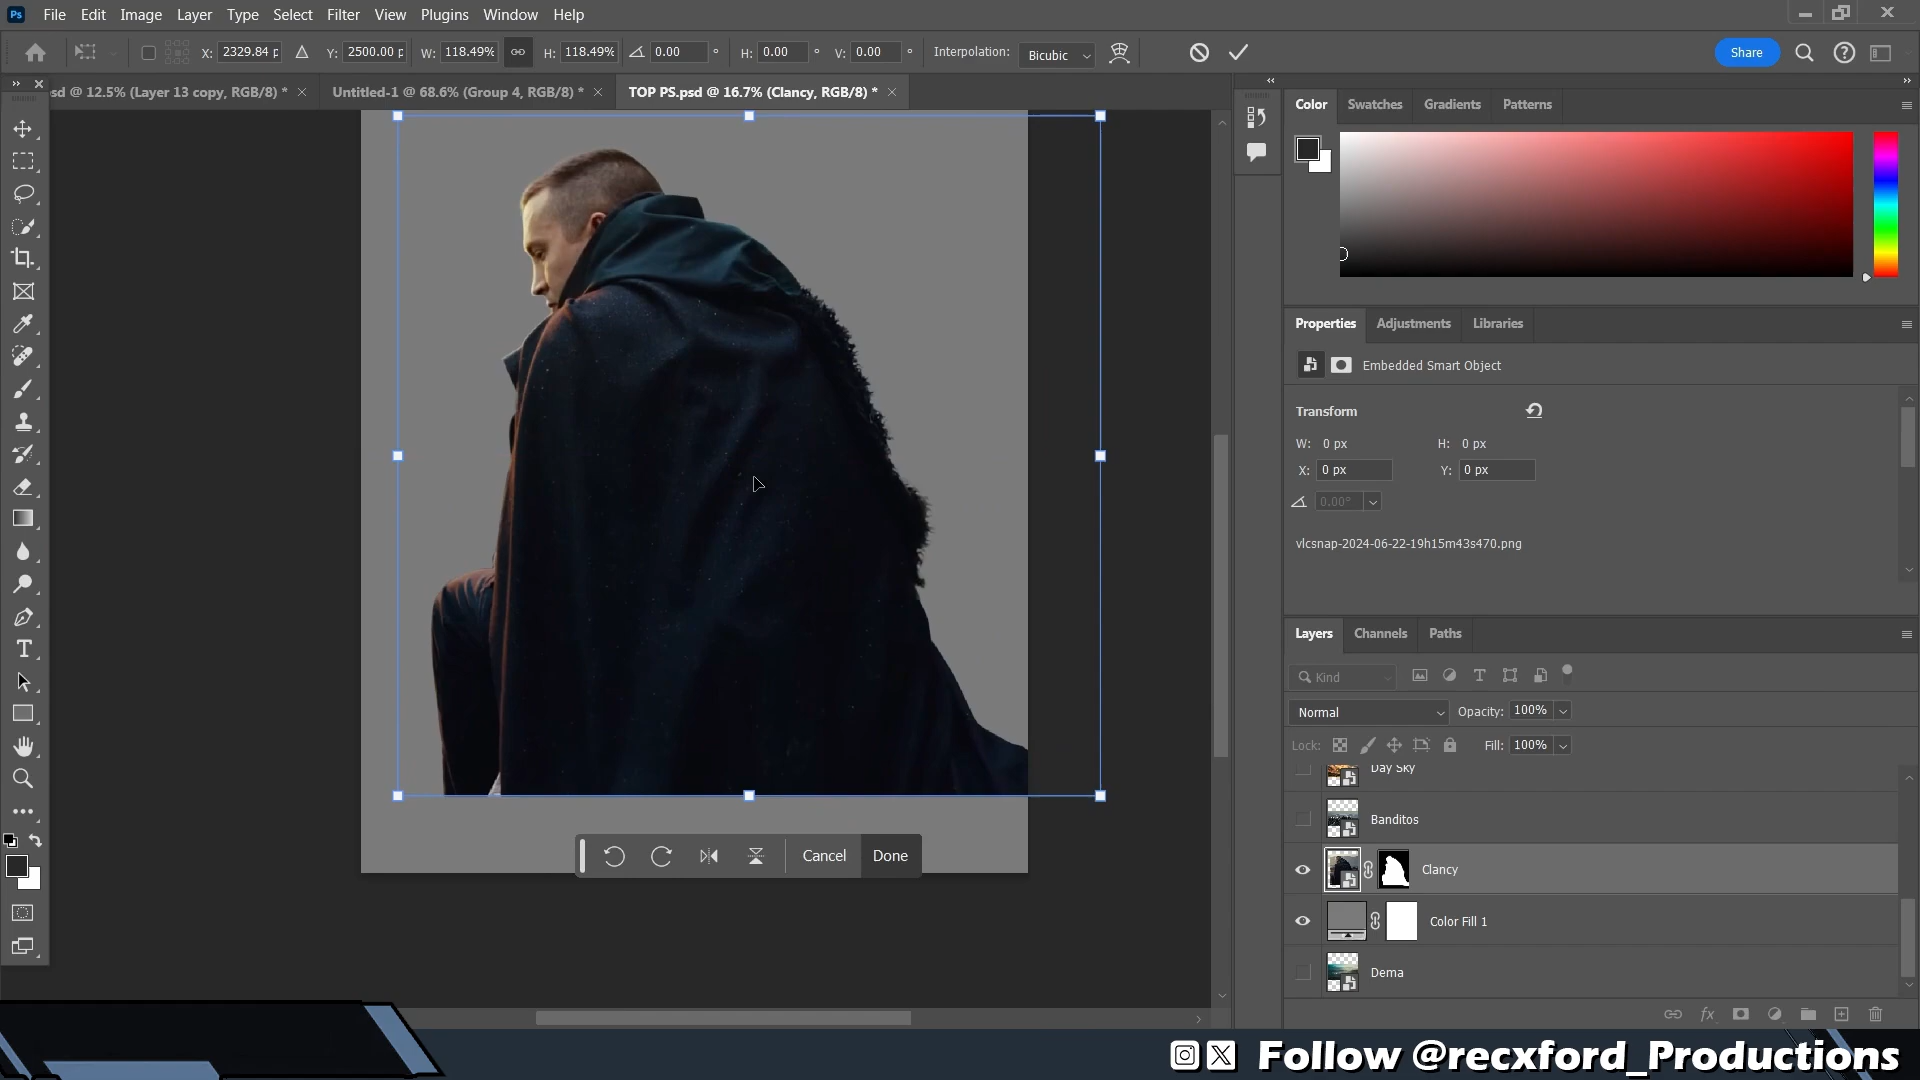 Ps File Edit Image Layer Type Select Filter View Plugins Window Help
X: 2329.84 p Y: 2500.00 p W: 118.49% H: 118.49% 0.00 ° H: 0.00 ° V: 0.00 ° Interpolation: Bicubic Share
sd @ 12.5% (Layer 13 copy, RGB/8) * Untitled-1 @ 68.6% (Group 4, RGB/8) * TOP PS.psd @ 16.7% (Clancy, RGB/8) *
Color Swatches Gradients Patterns
Properties Adjustments Libraries
Embedded Smart Object
Transform
W: 0 px H: 0 px
X: 0 px Y: 0 px
0.00°
vlcsnap-2024-06-22-19h15m43s470.png
Layers Channels Paths
Kind
Normal Opacity: 100%
Lock: Fill: 100%
Day Sky
Banditos
Clancy
Color Fill 1
Dema
fx
Cancel Done
Follow @recxford_Productions